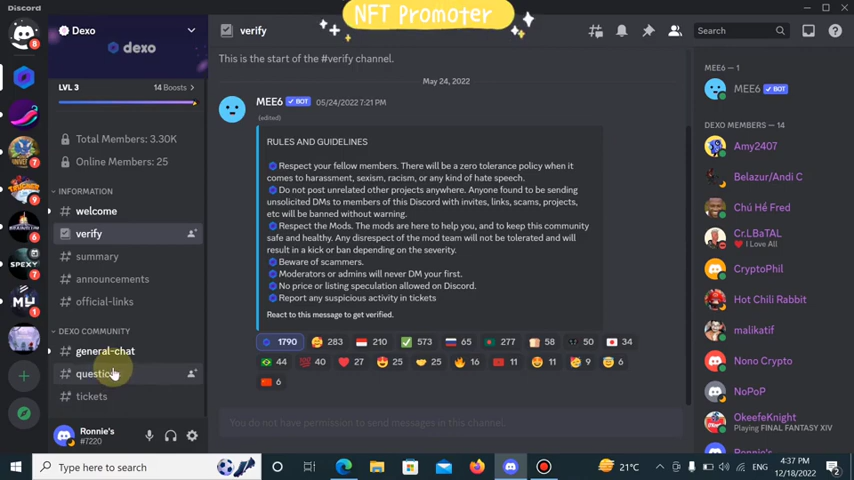 Discord
NFT Promoter
8
Dexo
dexo
LVL 3
14 Boosts
Total Members: 3.30K
Online Members: 25
INFORMATION
welcome
verify
summary
announcements
official-links
DEXO COMMUNITY
general-chat
tickets
Ronnie's
#7220
verify
Search
This is the start of the #verify channel.
May 24, 2022
MEE6 BOT 05/24/2022 7:21 PM
(edited)
RULES AND GUIDELINES
Respect your fellow members. There will be a zero tolerance policy when it
comes to harassment, sexism, racism, or any kind of hate speech.
Do not post unrelated other projects anywhere. Anyone found to be sending
unsolicited DMs to members of this Discord with invites, links, scams, projects,
etc will be banned without warning.
Respect the Mods. The mods are here to help you, and to keep this community
safe and healthy. Any disrespect of the mod team will not be tolerated and will
result in a kick or ban depending on the severity.
Beware of scammers.
Moderators or admins will never DM your first.
No price or listing speculation allowed on Discord.
Report any suspicious activity in tickets
React to this message to get verified.
1790 283 210 573 65 277 58 50 34
44 40 27 25 25 16 11 11 9 6
6
You do not have permission to send messages in this channel.
MEE6 — 1
MEE6 BOT
DEXO MEMBERS — 14
Amy2407
Belazur/Andi C
Chú Hề Fred
Cr.LBaTAL
I Love All
CryptoPhil
Hot Chili Rabbit
malikatif
Nono Crypto
NoPoP
OkeefeKnight
Playing FINAL FANTASY XIV
Ronnie's
Type here to search
21°C
ENG
4:37 PM
12/18/2022
2